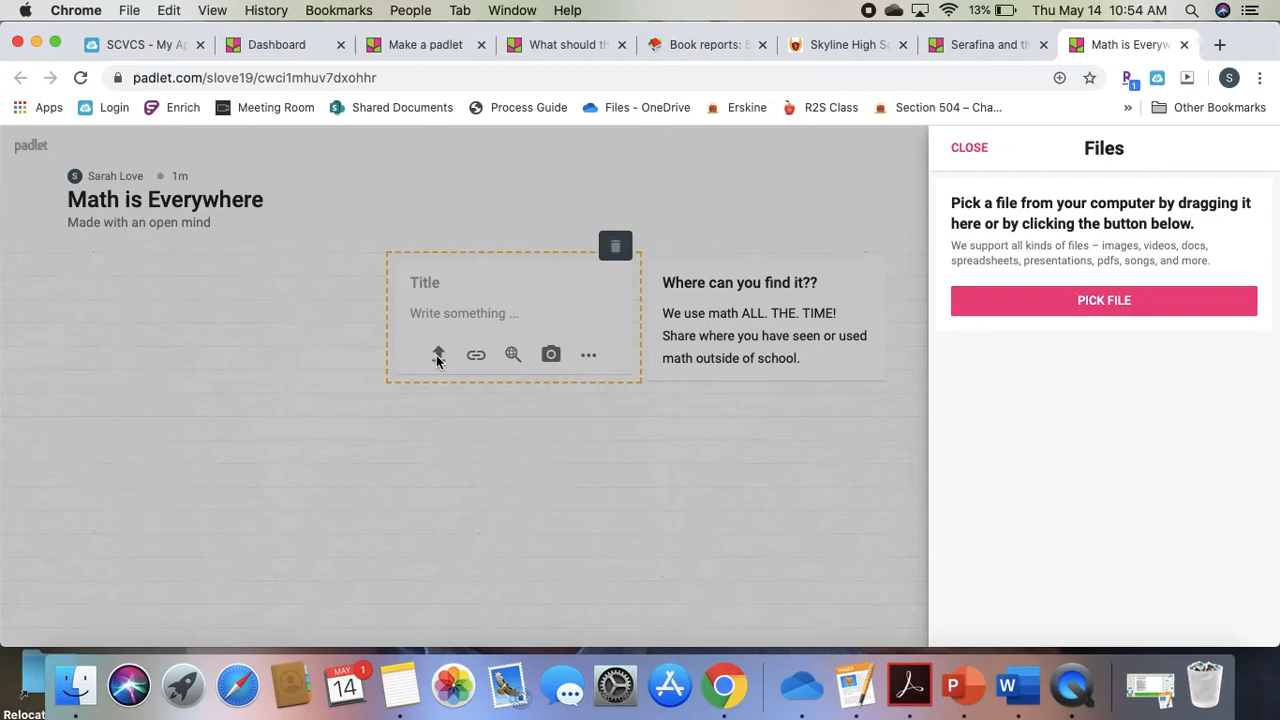 Chrome File Edit View History Bookmarks People Tab Window Help 13% Thu May 14 10:54 AM
SCVCS - My Ap Dashboard Make a padlet What should th Book reports: 5 Skyline High Sc Serafina and th Math is Everyw
padlet.com/slove19/cwci1mhuv7dxohhr
Apps Login Enrich Meeting Room Shared Documents Process Guide Files - OneDrive Erskine R2S Class Section 504 – Cha... » Other Bookmarks
padlet
S Sarah Love 1m
Math is Everywhere
Made with an open mind
Title
Write something ...
Where can you find it??
We use math ALL. THE. TIME!
Share where you have seen or used
math outside of school.
CLOSE Files
Pick a file from your computer by dragging it
here or by clicking the button below.
We support all kinds of files – images, videos, docs,
spreadsheets, presentations, pdfs, songs, and more.
PICK FILE
MAY
14
1
Relocat